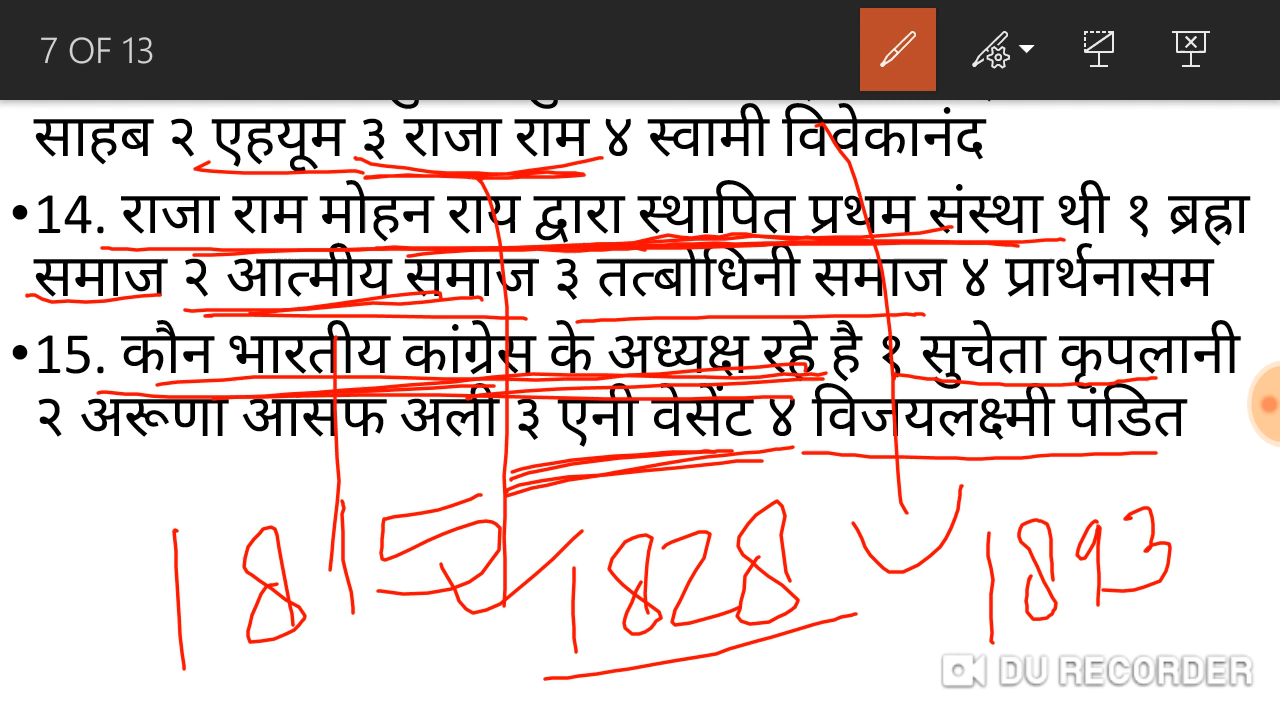 7 OF 13
साहब २ एहयूम ३ राजा राम ४ स्वामी विवेकानंद
•14. राजा राम मोहन राय द्वारा स्थापित प्रथम संस्था थी १ ब्रह्मा
समाज २ आत्मीय समाज ३ तत्बोधिनी समाज ४ प्रार्थनासम
•15. कौन भारतीय कांग्रेस के अध्यक्ष रहे है १ सुचेता कृपलानी
२ अरूणा आसफ अली ३ एनी वेसेंट ४ विजयलक्ष्मी पंडित
1815 1828 1893
DU RECORDER